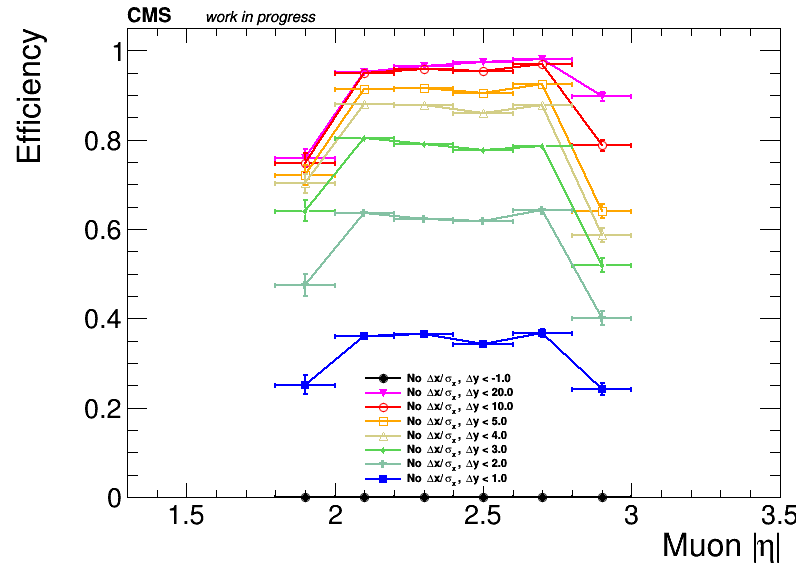 CMS work in progress
Efficiency
1
0.8
0.6
0.4
0.2
0
No Δx/σx, Δy < -1.0
No Δx/σx, Δy < 20.0
No Δx/σx, Δy < 10.0
No Δx/σx, Δy < 5.0
No Δx/σx, Δy < 4.0
No Δx/σx, Δy < 3.0
No Δx/σx, Δy < 2.0
No Δx/σx, Δy < 1.0
1.5 2 2.5 3 3.5
Muon |η|